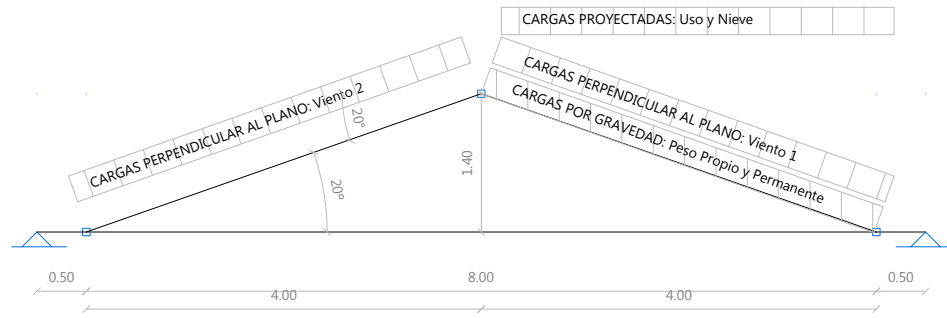 CARGAS PROYECTADAS: Uso y Nieve
CARGAS PERPENDICULAR AL PLANO: Viento 2
CARGAS PERPENDICULAR AL PLANO: Viento 1
CARGAS POR GRAVEDAD: Peso Propio y Permanente
20°
20°
1.40
0.50
8.00
0.50
4.00
4.00